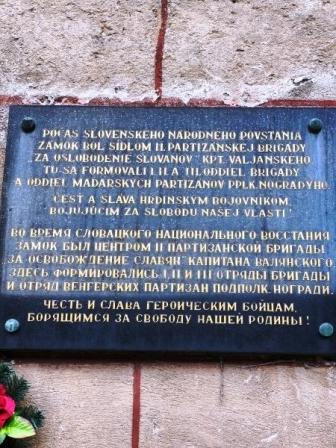 POČAS SLOVENSKÉHO NÁRODNÉHO POVSTANIA
ZÁMOK BOL SÍDLOM II. PARTIZÁNSKEJ BRIGÁDY
„ZA OSLOBODENIE SLOVANOV" KPT. VALJANSKÉHO.
TU SA FORMOVALI I. II. A III. ODDIEL BRIGÁDY
A ODDIEL MAĎARSKÝCH PARTIZÁNOV PPLK. NOGRÁDYHO.
ČESŤ A SLÁVA HRDINSKÝM BOJOVNÍKOM,
BOJUJÚCIM ZA SLOBODU NAŠEJ VLASTI!
ВО ВРЕМЯ СЛОВАЦКОГО НАЦИОНАЛЬНОГО ВОССТАНИЯ
ЗАМОК БЫЛ ЦЕНТРОМ II ПАРТИЗАНСКОЙ БРИГАДЫ
„ЗА ОСВОБОЖДЕНИЕ СЛАВЯН" КАПИТАНА ВАЛЯНСКОГО.
ЗДЕСЬ ФОРМИРОВАЛИСЬ I, II И III ОТРЯДЫ БРИГАДЫ
И ОТРЯД ВЕНГЕРСКИХ ПАРТИЗАН ПОДПОЛК. НОГРАДИ.
ЧЕСТЬ И СЛАВА ГЕРОИЧЕСКИМ БОЙЦАМ,
БОРЯЩИМСЯ ЗА СВОБОДУ НАШЕЙ РОДИНЫ!